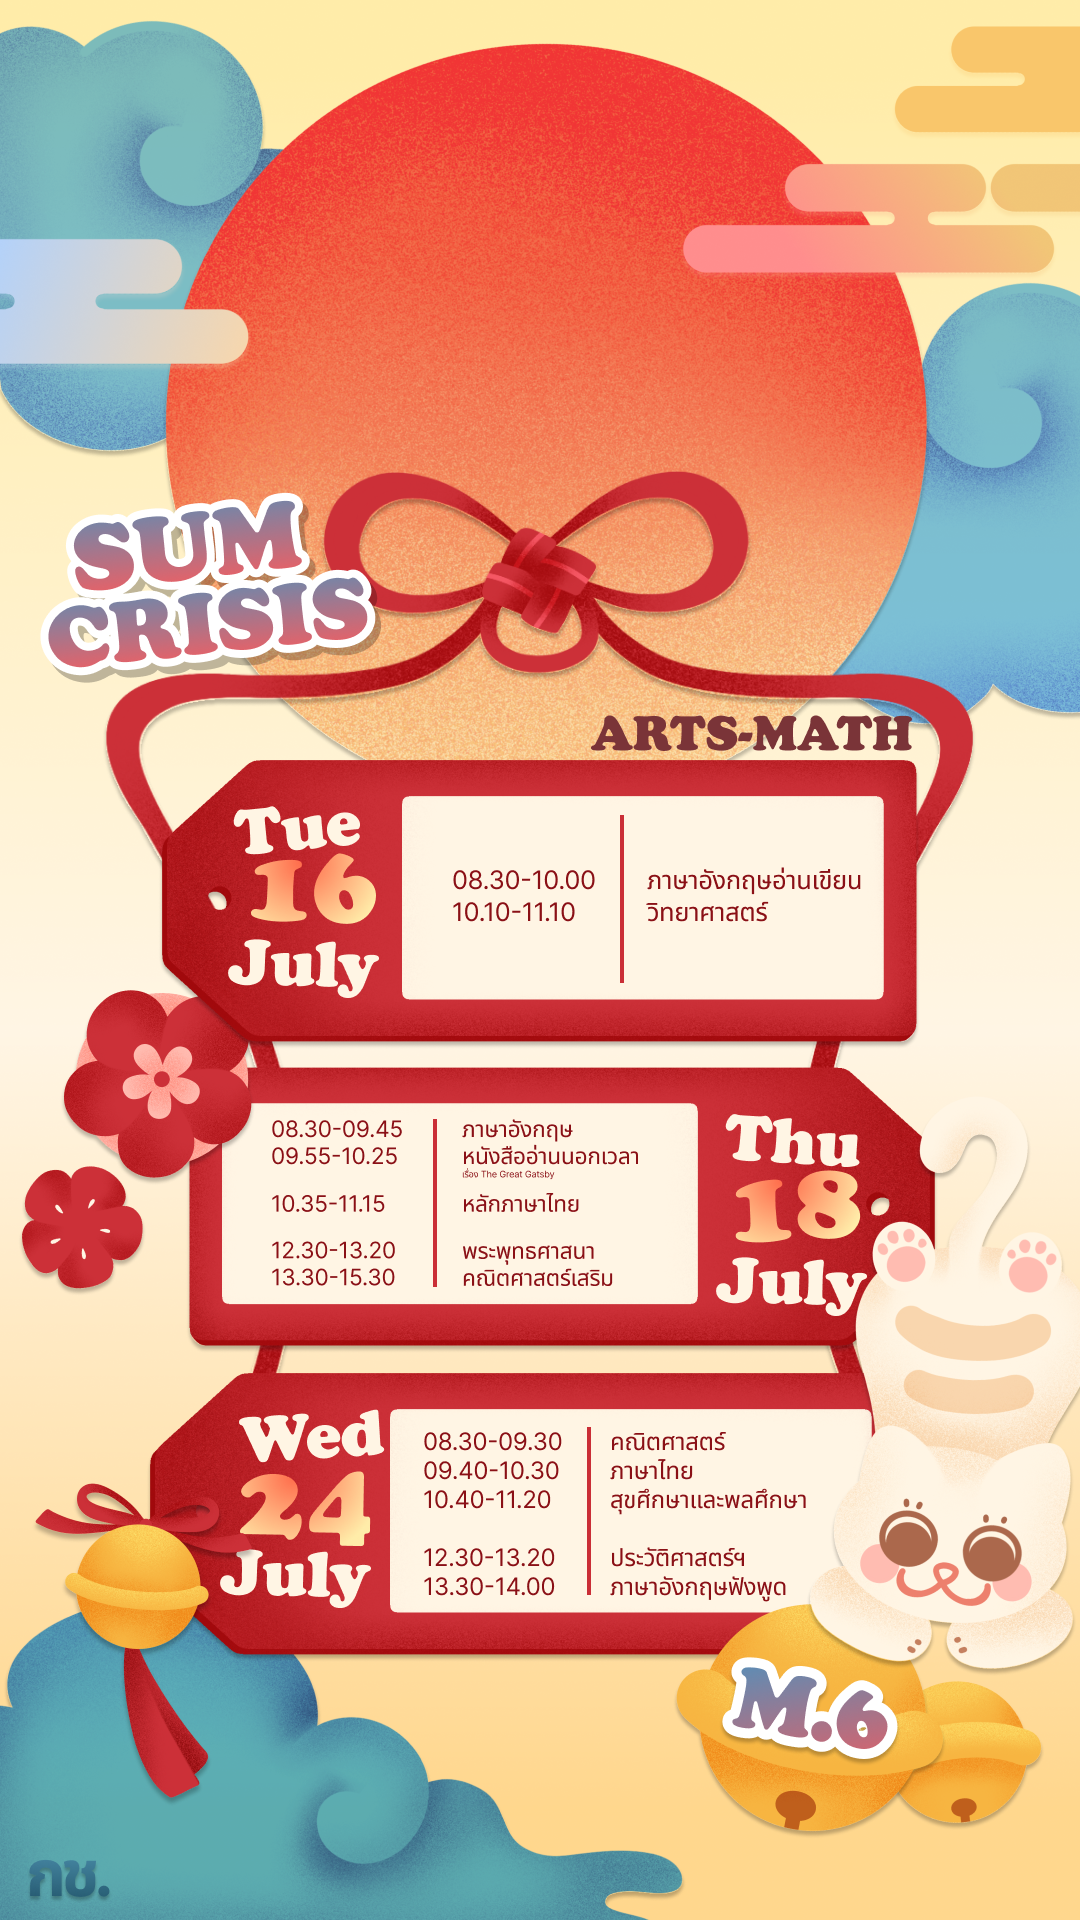 SUM
CRISIS
ARTS-MATH
Tue
16
July
08.30-10.00 ภาษาอังกฤษอ่านเขียน
10.10-11.10 วิทยาศาสตร์
08.30-09.45 ภาษาอังกฤษ
09.55-10.25 หนังสืออ่านนอกเวลา
เรื่อง The Great Gatsby
10.35-11.15 หลักภาษาไทย
12.30-13.20 พระพุทธศาสนา
13.30-15.30 คณิตศาสตร์เสริม
Thu
18
July
Wed
24
July
08.30-09.30 คณิตศาสตร์
09.40-10.30 ภาษาไทย
10.40-11.20 สุขศึกษาและพลศึกษา
12.30-13.20 ประวัติศาสตร์ฯ
13.30-14.00 ภาษาอังกฤษฟังพูด
M.6
กช.